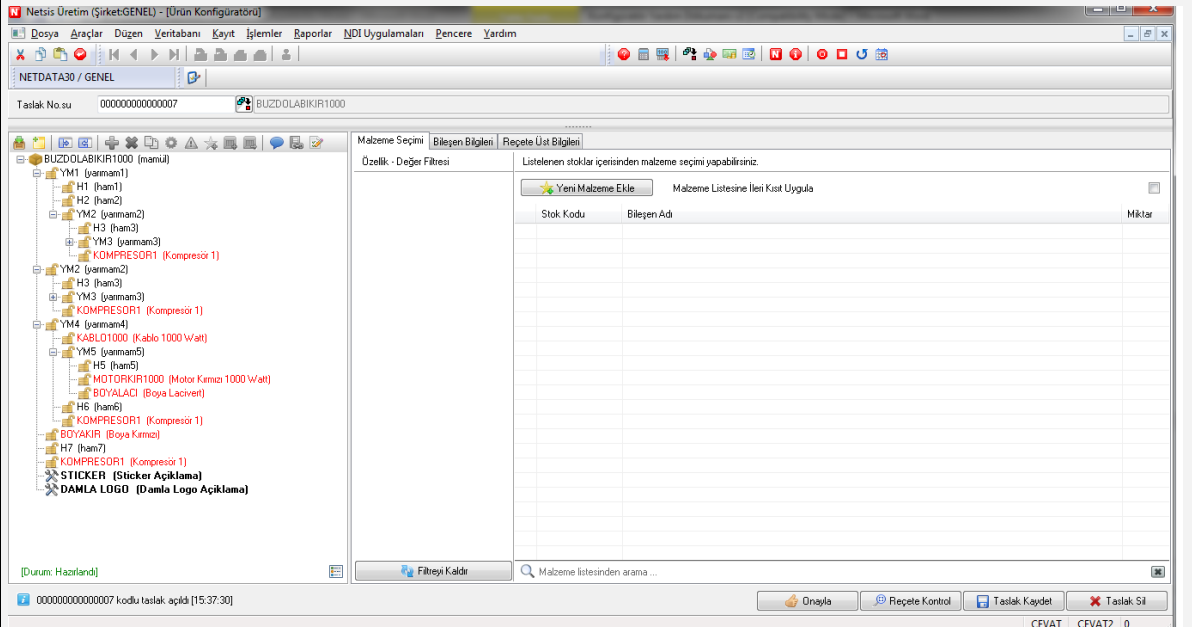 Netsis Üretim (Şirket:GENEL) - [Ürün Konfigüratörü]
Dosya Araçlar Düzen Veritabanı Kayıt İşlemler Raporlar NDI Uygulamaları Pencere Yardım
NETDATA30 / GENEL
Taslak No.su 000000000000007 BUZDOLABIKIR1000
Malzeme Seçimi Bileşen Bilgileri Reçete Üst Bilgileri
BUZDOLABIKIR1000 (mamül)
YM1 (yarımam1)
H1 (ham1)
H2 (ham2)
YM2 (yarımam2)
H3 (ham3)
YM3 (yarımam3)
KOMPRESOR1 (Kompresör 1)
YM2 (yarımam2)
H3 (ham3)
YM3 (yarımam3)
KOMPRESOR1 (Kompresör 1)
YM4 (yarımam4)
KABLO1000 (Kablo 1000 Watt)
YM5 (yarımam5)
H5 (ham5)
MOTORKIR1000 (Motor Kırmızı 1000 Watt)
BOYALACI (Boya Lacivert)
H6 (ham6)
KOMPRESOR1 (Kompresör 1)
BOYAKIR (Boya Kırmızı)
H7 (ham7)
KOMPRESOR1 (Kompresör 1)
STICKER (Sticker Açiklama)
DAMLA LOGO (Damla Logo Açiklama)
[Durum: Hazırlandı]
Özellik - Değer Filtresi
Filtreyi Kaldır
Listelenen stoklar içerisinden malzeme seçimi yapabilirsiniz.
Yeni Malzeme Ekle Malzeme Listesine İleri Kısıt Uygula
Stok Kodu Bileşen Adı Miktar
Malzeme listesinden arama ...
000000000000007 kodlu taslak açıldı [15:37:30]
Onayla Reçete Kontrol Taslak Kaydet Taslak Sil
CEVAT CEVAT2 0